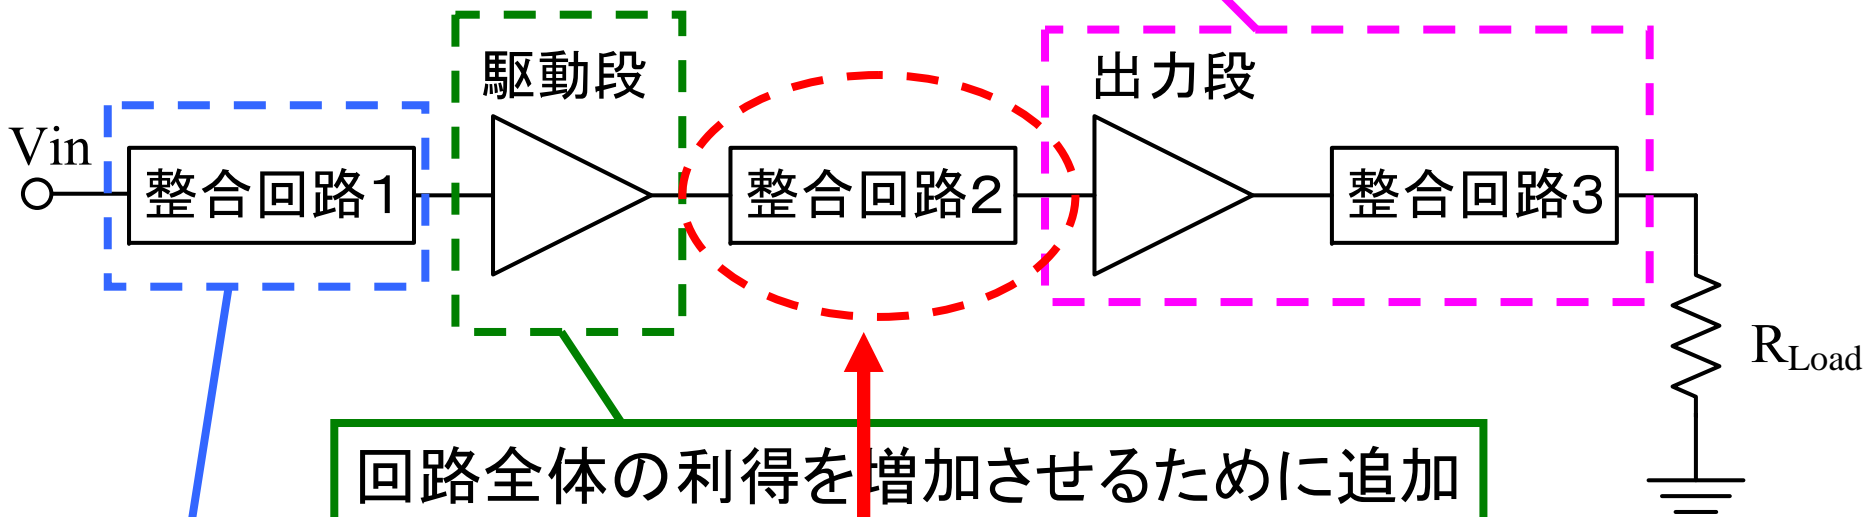 駆動段
出力段
Vin
整合回路1
整合回路2
整合回路3
R_Load
回路全体の利得を増加させるために追加